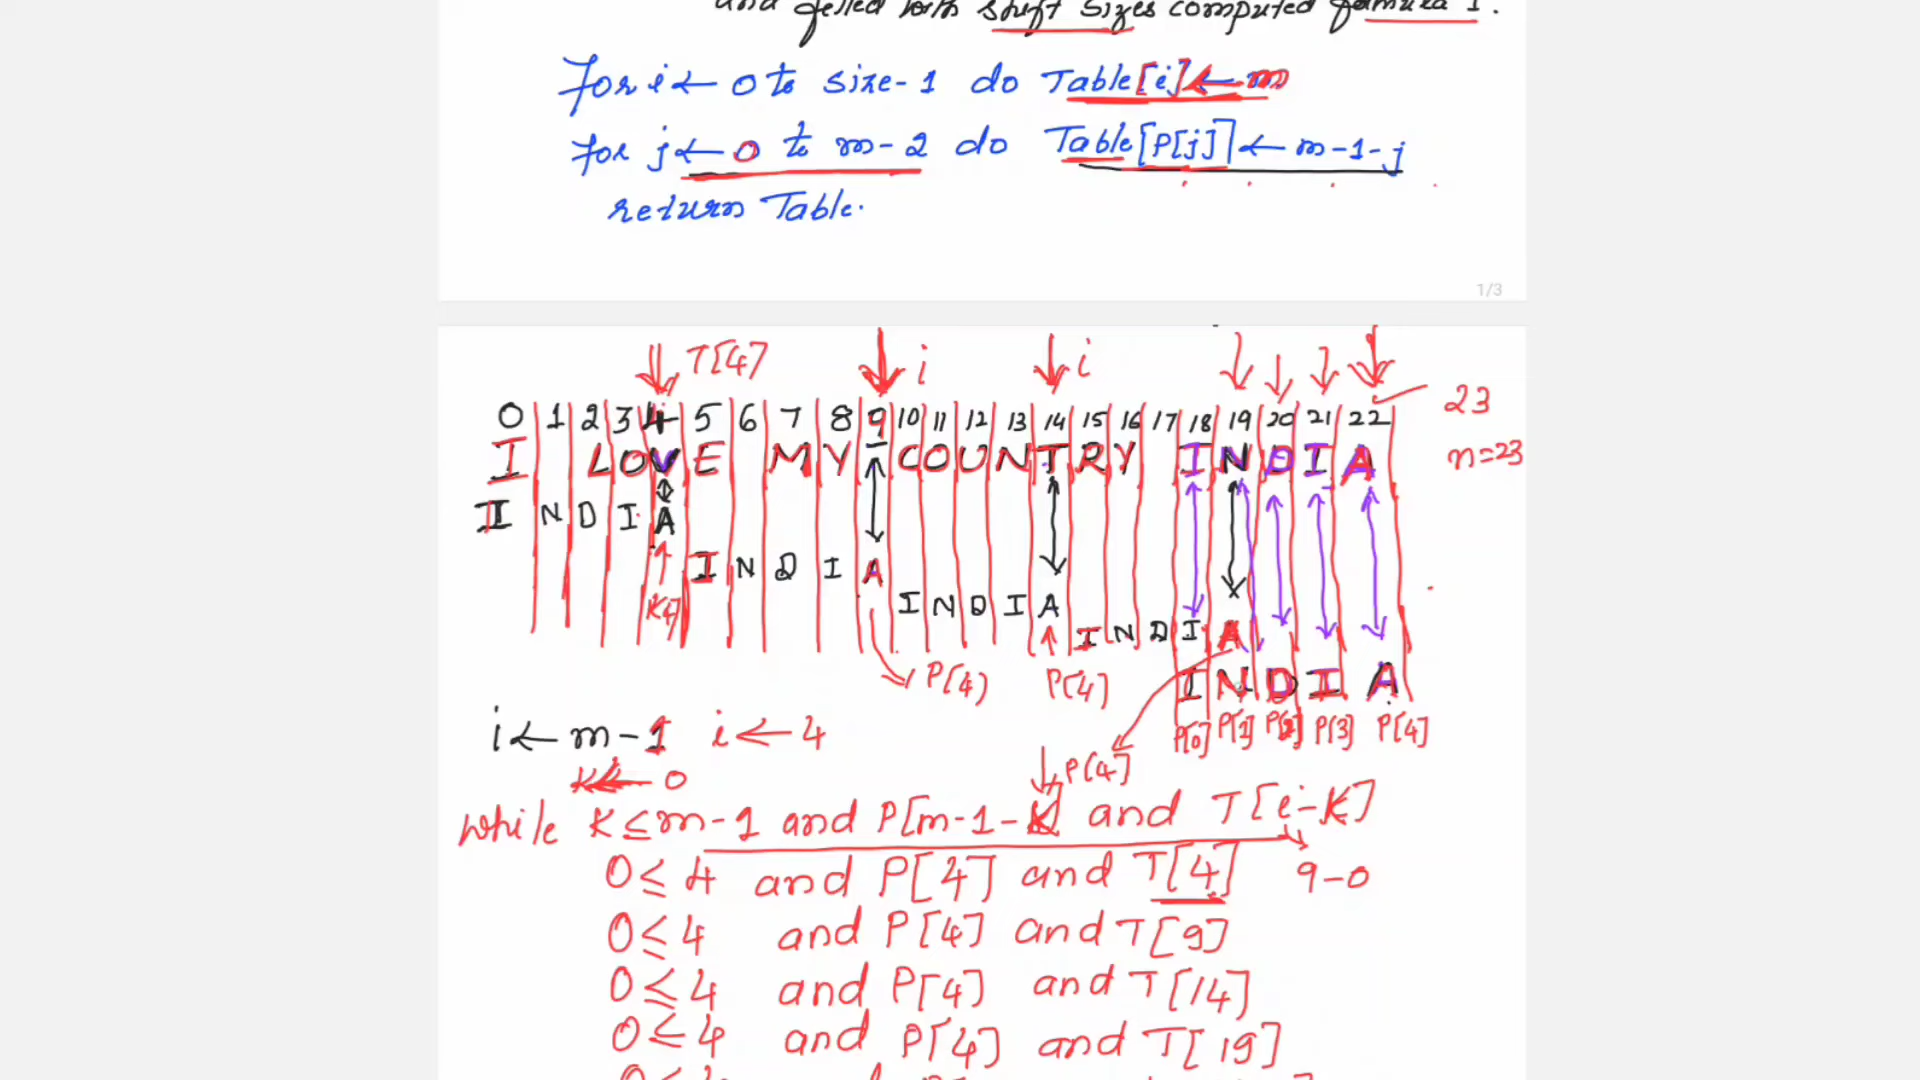 and filled with shift sizes computed formula 1.
For i ← 0 to size-1 do Table[i] ← m
for j ← 0 to m-2 do Table[P[j]] ← m-1-j
return Table.
1/3
T[4] i i
0 1 2 3 4 5 6 7 8 9 10 11 12 13 14 15 16 17 18 19 20 21 22 23
I LOVE MY COUNTRY INDIA n=23
I N D I A
I N D I A
K4 I N D I A
I N D I A
P(4) P(4) I N D I A
P[0] P[1] P[2] P[3] P[4]
i ← m-1 i ← 4
P(4)
K ← 0
while K ≤ m-1 and P[m-1-K] and T[i-K]
0 ≤ 4 and P[4] and T[4] 9-0
0 ≤ 4 and P[4] and T[9]
0 ≤ 4 and P[4] and T[14]
0 ≤ 4 and P[4] and T[19]